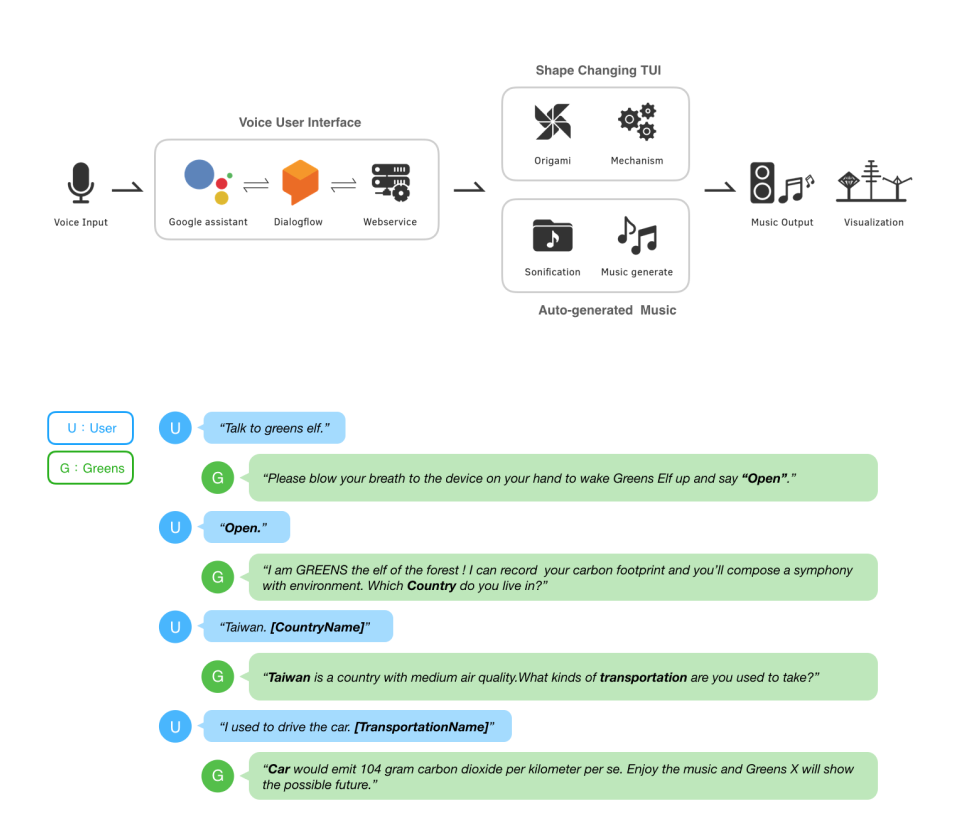 Shape Changing TUI
Voice User Interface
Origami
Mechanism
Voice Input
Google assistant
Dialogflow
Webservice
Music Output
Visualization
Sonification
Music generate
Auto-generated Music
U : User
G : Greens
U
“Talk to greens elf.”
G
“Please blow your breath to the device on your hand to wake Greens Elf up and say “Open”.”
U
“Open.”
G
“I am GREENS the elf of the forest ! I can record your carbon footprint and you’ll compose a symphony
with environment. Which Country do you live in?”
U
“Taiwan. [CountryName]”
G
“Taiwan is a country with medium air quality.What kinds of transportation are you used to take?”
U
“I used to drive the car. [TransportationName]”
G
“Car would emit 104 gram carbon dioxide per kilometer per se. Enjoy the music and Greens X will show
the possible future.”